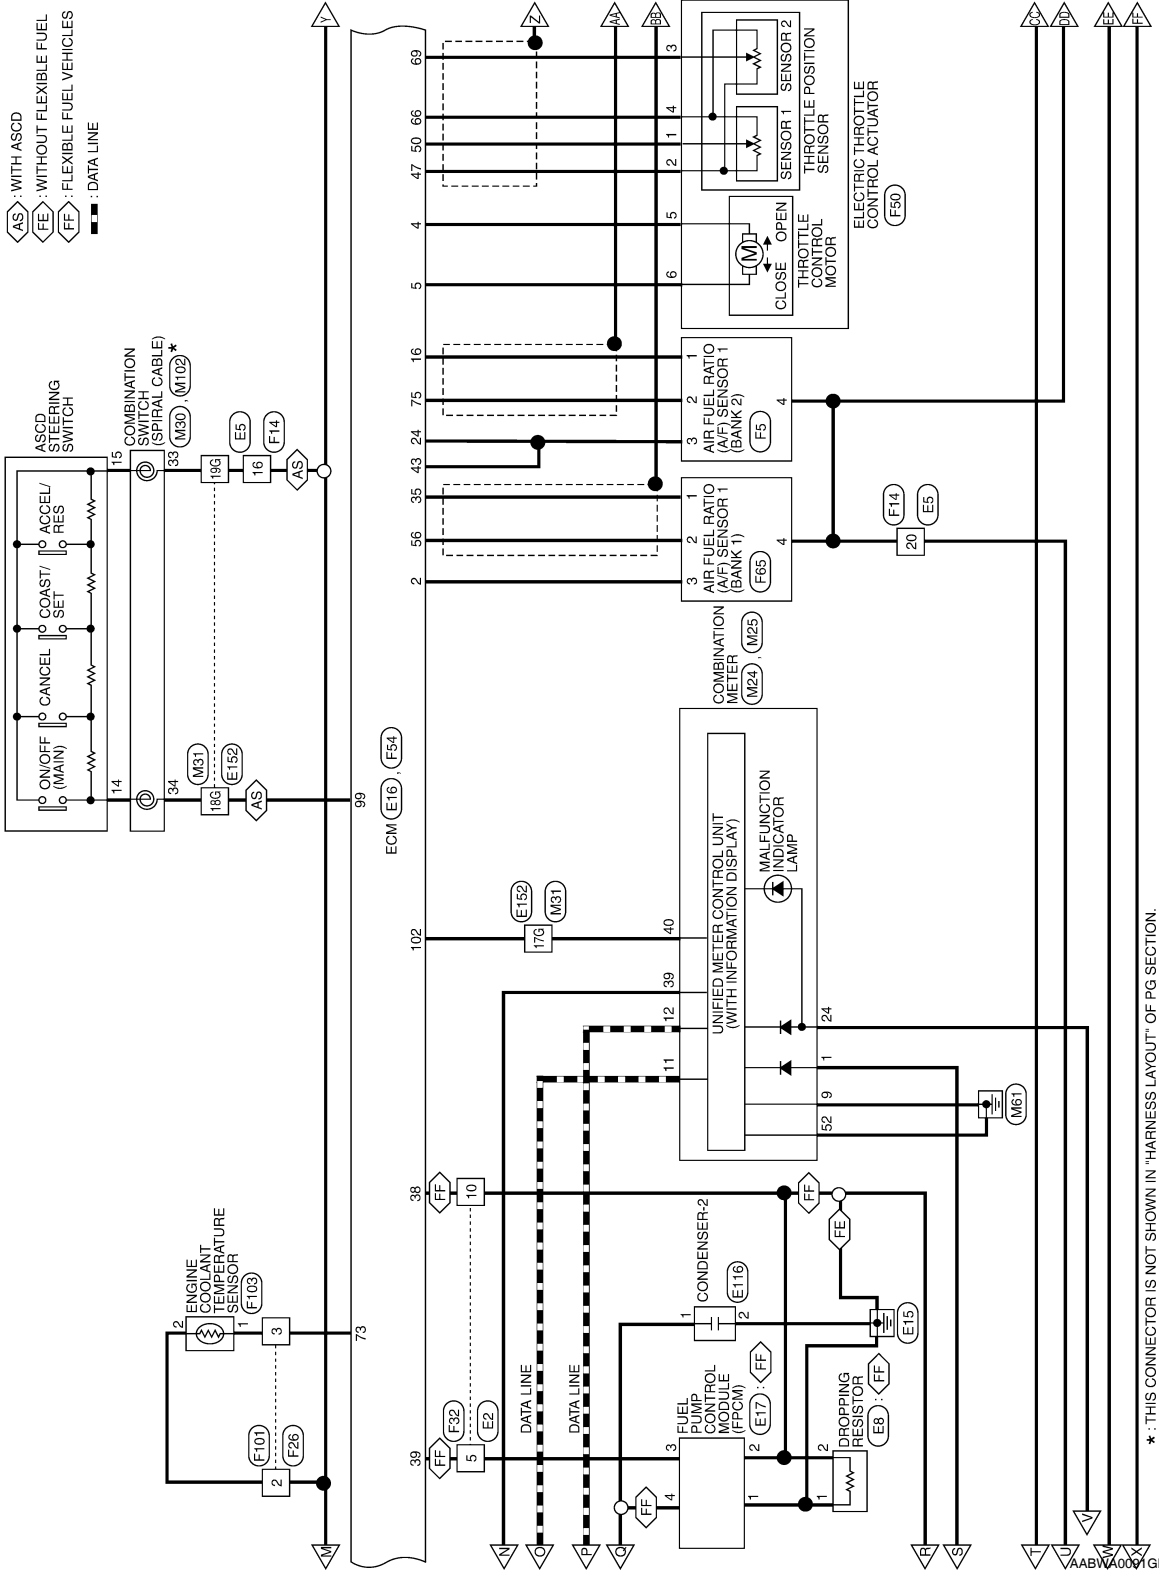 AS : WITH ASCD
FE : WITHOUT FLEXIBLE FUEL
FF : FLEXIBLE FUEL VEHICLES
: DATA LINE
ASCD
STEERING
SWITCH
ON/OFF
(MAIN)
CANCEL
COAST/
SET
ACCEL/
RES
14
15
COMBINATION
SWITCH
(SPIRAL CABLE)
M30 , M102 *
34
33
M31
E152
18G
19G
E5
F14
16
AS
AS
ENGINE
COOLANT
TEMPERATURE
SENSOR
F103
2
1
3
F101
F26
2
M
Y
73
99
ECM E16 , F54
39
38
102
2
56
35
43
24
75
16
5
4
47
50
66
69
FF
FF
F32
E2
5
10
E152
M31
17G
Z
AA
BB
CC
DD
EE
FF
DATA LINE
DATA LINE
N
O
P
Q
R
S
T
U
V
W
X
FUEL
PUMP
CONTROL
MODULE
(FPCM)
E17 : FF
3
4
2
1
FF
CONDENSER-2
E116
1
2
DROPPING
RESISTOR
E8 : FF
1
2
E15
FE
FF
COMBINATION
METER
M24 , M25
11
12
39
40
UNIFIED METER CONTROL UNIT
(WITH INFORMATION DISPLAY)
MALFUNCTION
INDICATOR
LAMP
52
9
1
24
M61
3
2
1
AIR FUEL RATIO
(A/F) SENSOR 1
(BANK 1)
F65
4
3
2
1
AIR FUEL RATIO
(A/F) SENSOR 1
(BANK 2)
F5
4
F14
E5
20
6
5
2
1
4
3
M
CLOSE
OPEN
THROTTLE
CONTROL
MOTOR
SENSOR 1
SENSOR 2
THROTTLE POSITION
SENSOR
ELECTRIC THROTTLE
CONTROL ACTUATOR
F50
* : THIS CONNECTOR IS NOT SHOWN IN "HARNESS LAYOUT" OF PG SECTION.